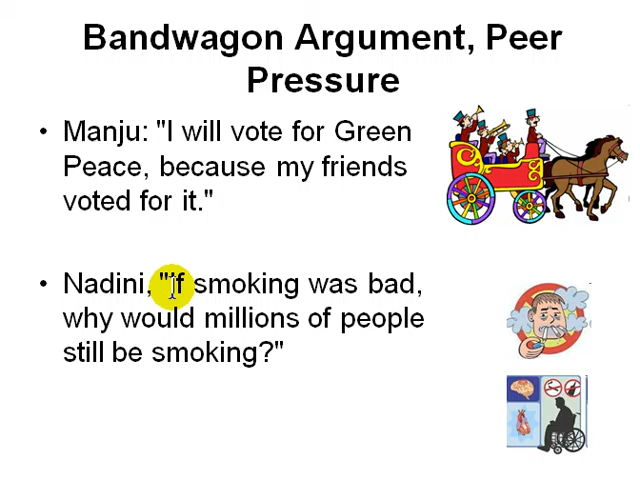 Bandwagon Argument, Peer
Pressure
• Manju: "I will vote for Green
Peace, because my friends
voted for it."
• Nadini, "If smoking was bad,
why would millions of people
still be smoking?"